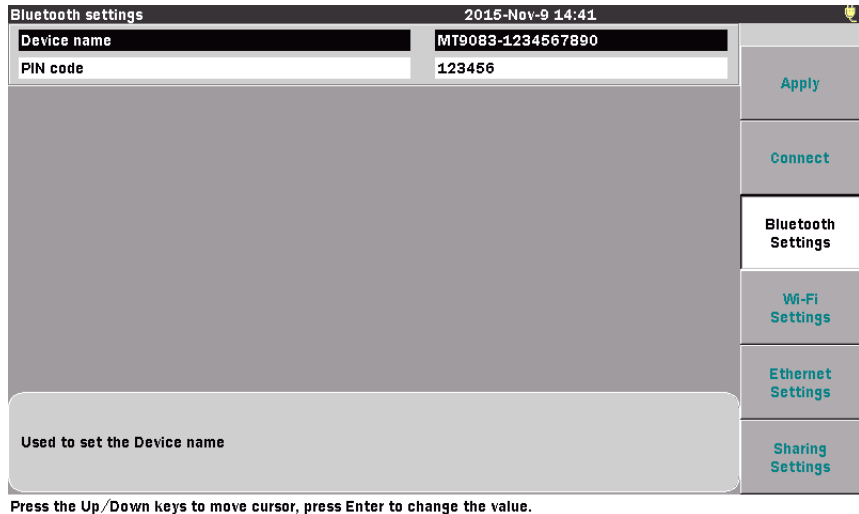 Bluetooth settings 2015-Nov-9 14:41
Device name MT9083-1234567890
PIN code 123456
Apply
Connect
Bluetooth
Settings
Wi-Fi
Settings
Ethernet
Settings
Used to set the Device name
Sharing
Settings
Press the Up/Down keys to move cursor, press Enter to change the value.